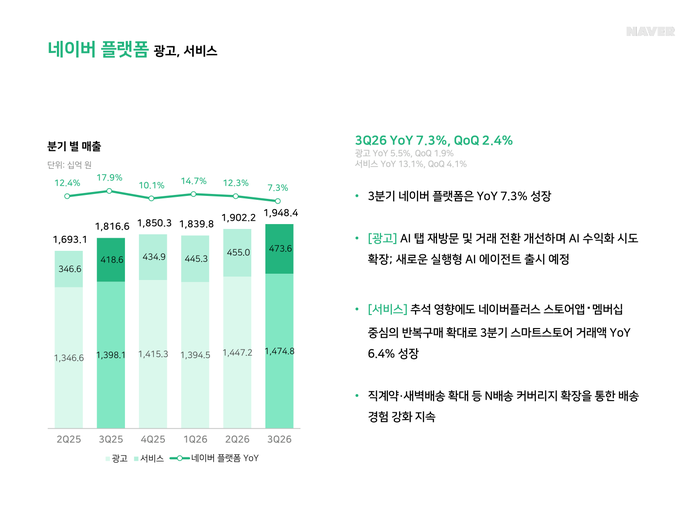 NAVER
네이버 플랫폼 광고, 서비스
분기 별 매출
단위: 십억 원
12.4% 17.9% 10.1% 14.7% 12.3% 7.3%
1,693.1 1,816.6 1,850.3 1,839.8 1,902.2 1,948.4
346.6 418.6 434.9 445.3 455.0 473.6
1,346.6 1,398.1 1,415.3 1,394.5 1,447.2 1,474.8
2Q25 3Q25 4Q25 1Q26 2Q26 3Q26
광고 서비스 네이버 플랫폼 YoY
3Q26 YoY 7.3%, QoQ 2.4%
광고 YoY 5.5%, QoQ 1.9%
서비스 YoY 13.1%, QoQ 4.1%
• 3분기 네이버 플랫폼은 YoY 7.3% 성장
• [광고] AI 탭 재방문 및 거래 전환 개선하며 AI 수익화 시도
확장; 새로운 실행형 AI 에이전트 출시 예정
• [서비스] 추석 영향에도 네이버플러스 스토어앱·멤버십
중심의 반복구매 확대로 3분기 스마트스토어 거래액 YoY
6.4% 성장
• 직계약·새벽배송 확대 등 N배송 커버리지 확장을 통한 배송
경험 강화 지속